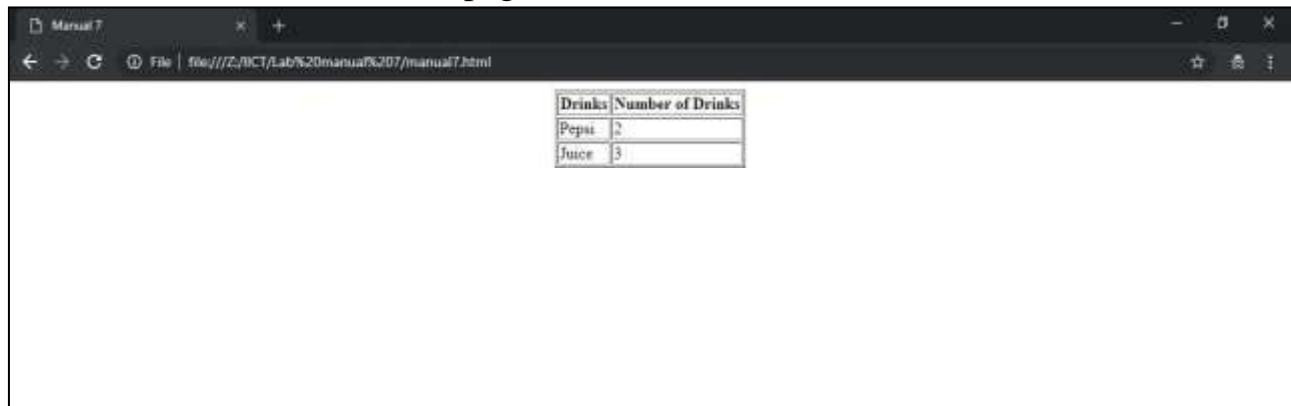 Manual 7
File | file:///Z:/IICT/Lab%20manual%207/manual7.html
Drinks Number of Drinks
Pepsi 2
Juice 3